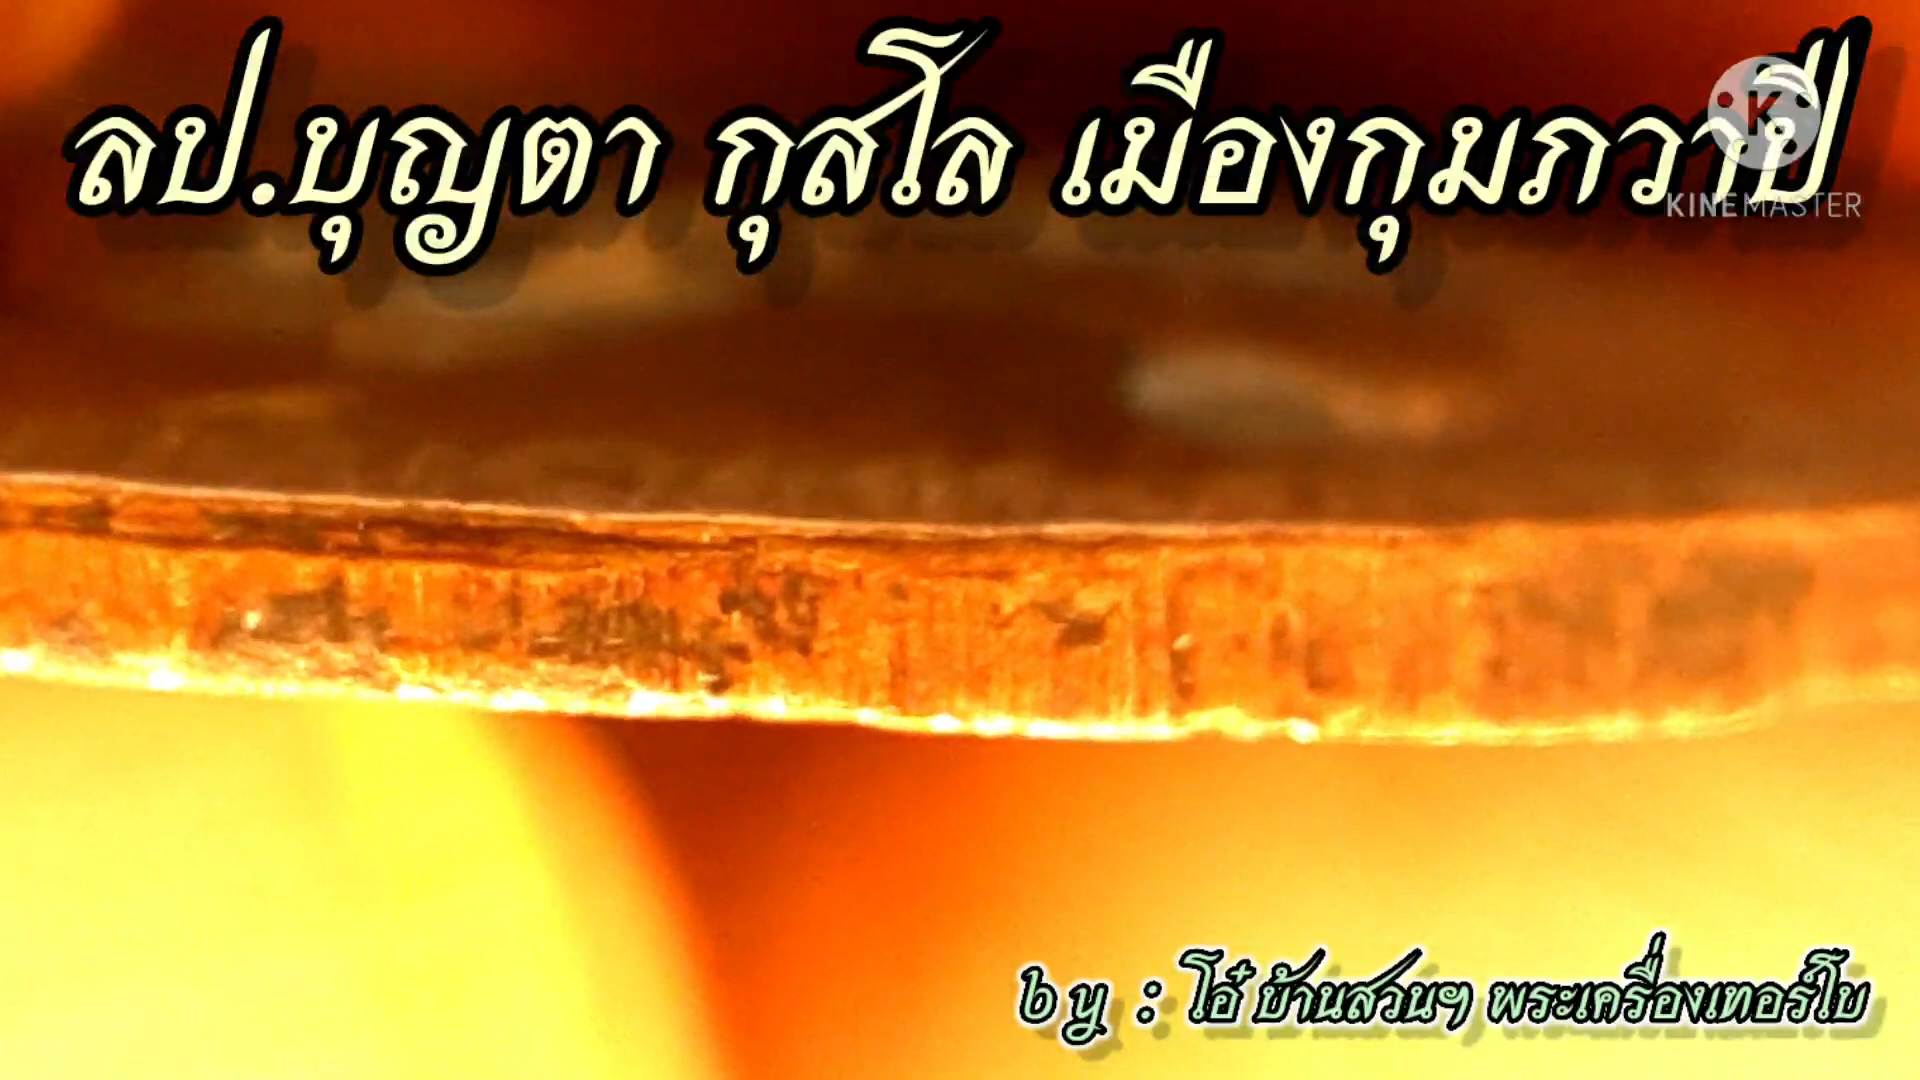 ลป.บุญตา กุสโล เมืองกุมภวาปี
K
KINEMASTER
by : โอ๋ บ้านสวนฯ พระเครื่องเทอร์โบ